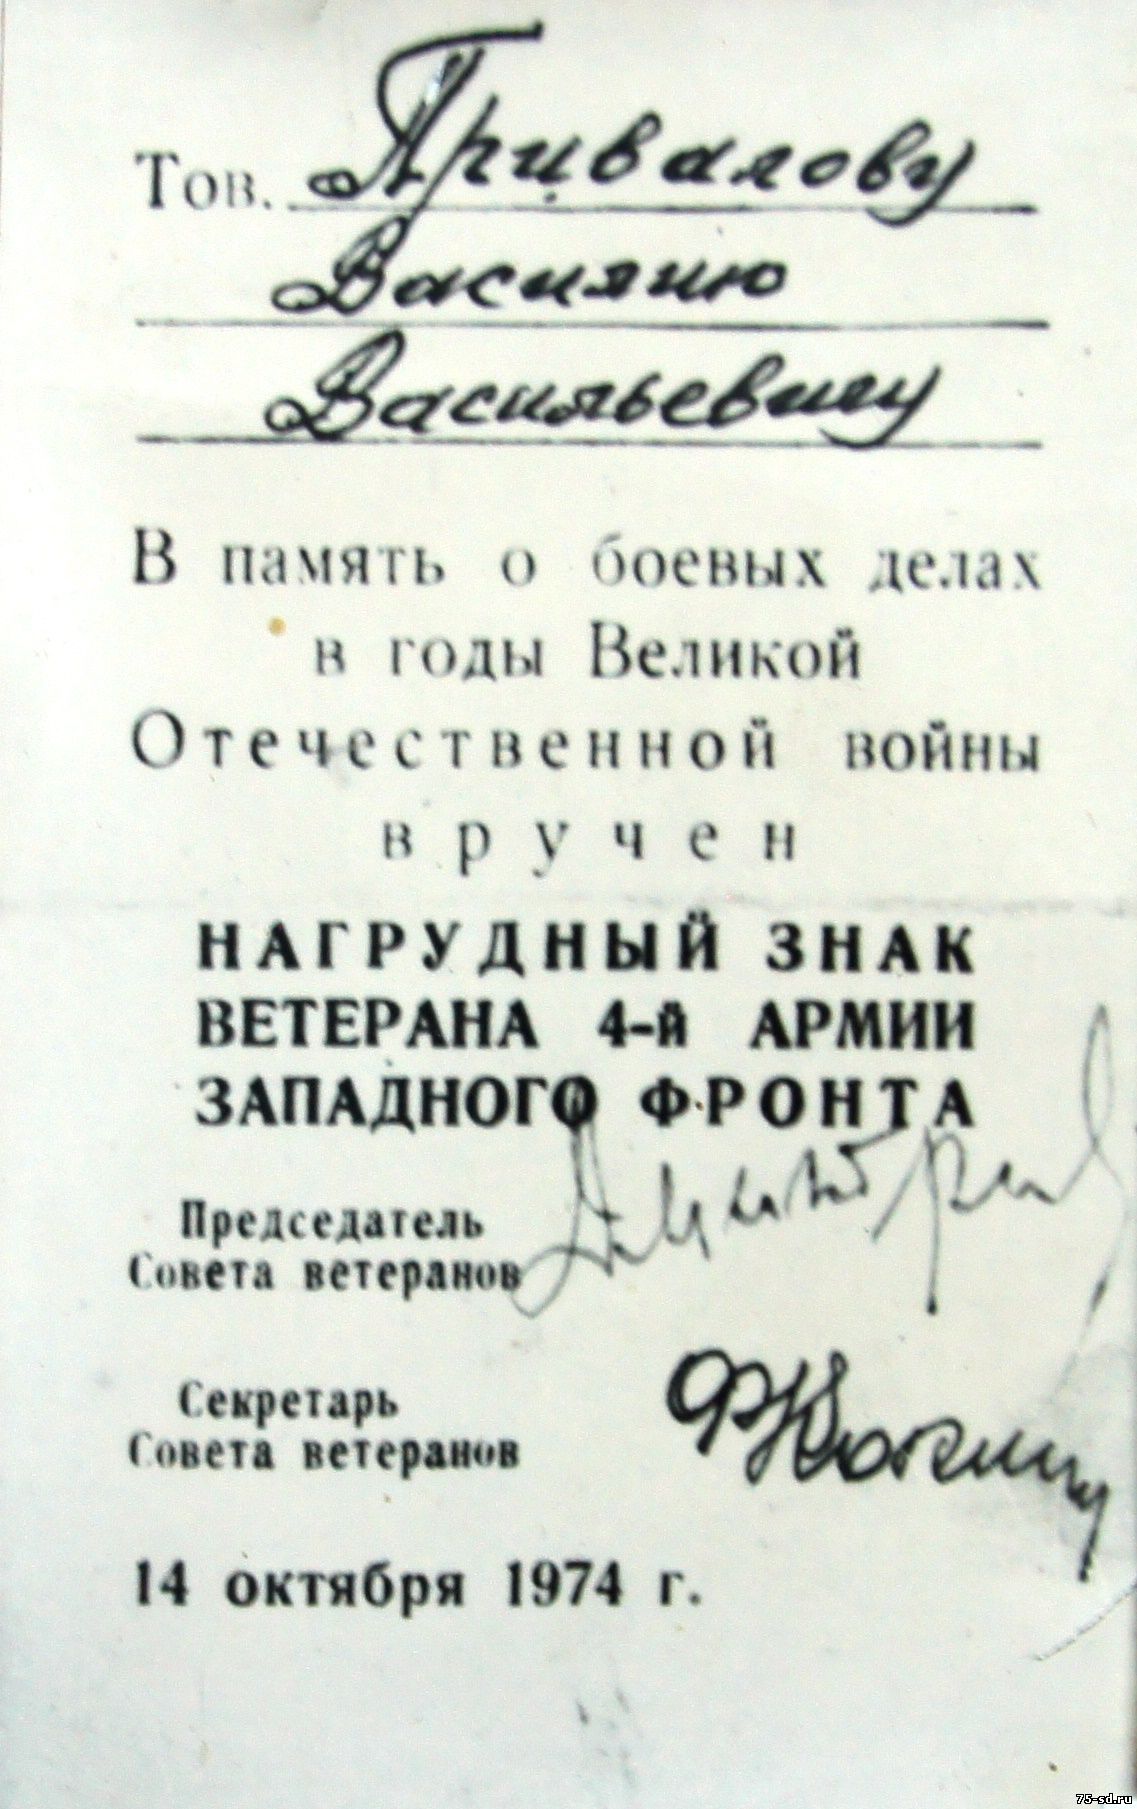 Тов. Привалову
Василию
Васильевичу
В память о боевых делах
в годы Великой
Отечественной войны
вручен
НАГРУДНЫЙ ЗНАК
ВЕТЕРАНА 4-й АРМИИ
ЗАПАДНОГО ФРОНТА
Председатель
Совета ветеранов
Секретарь
Совета ветеранов
14 октября 1974 г.
75-sd.ru